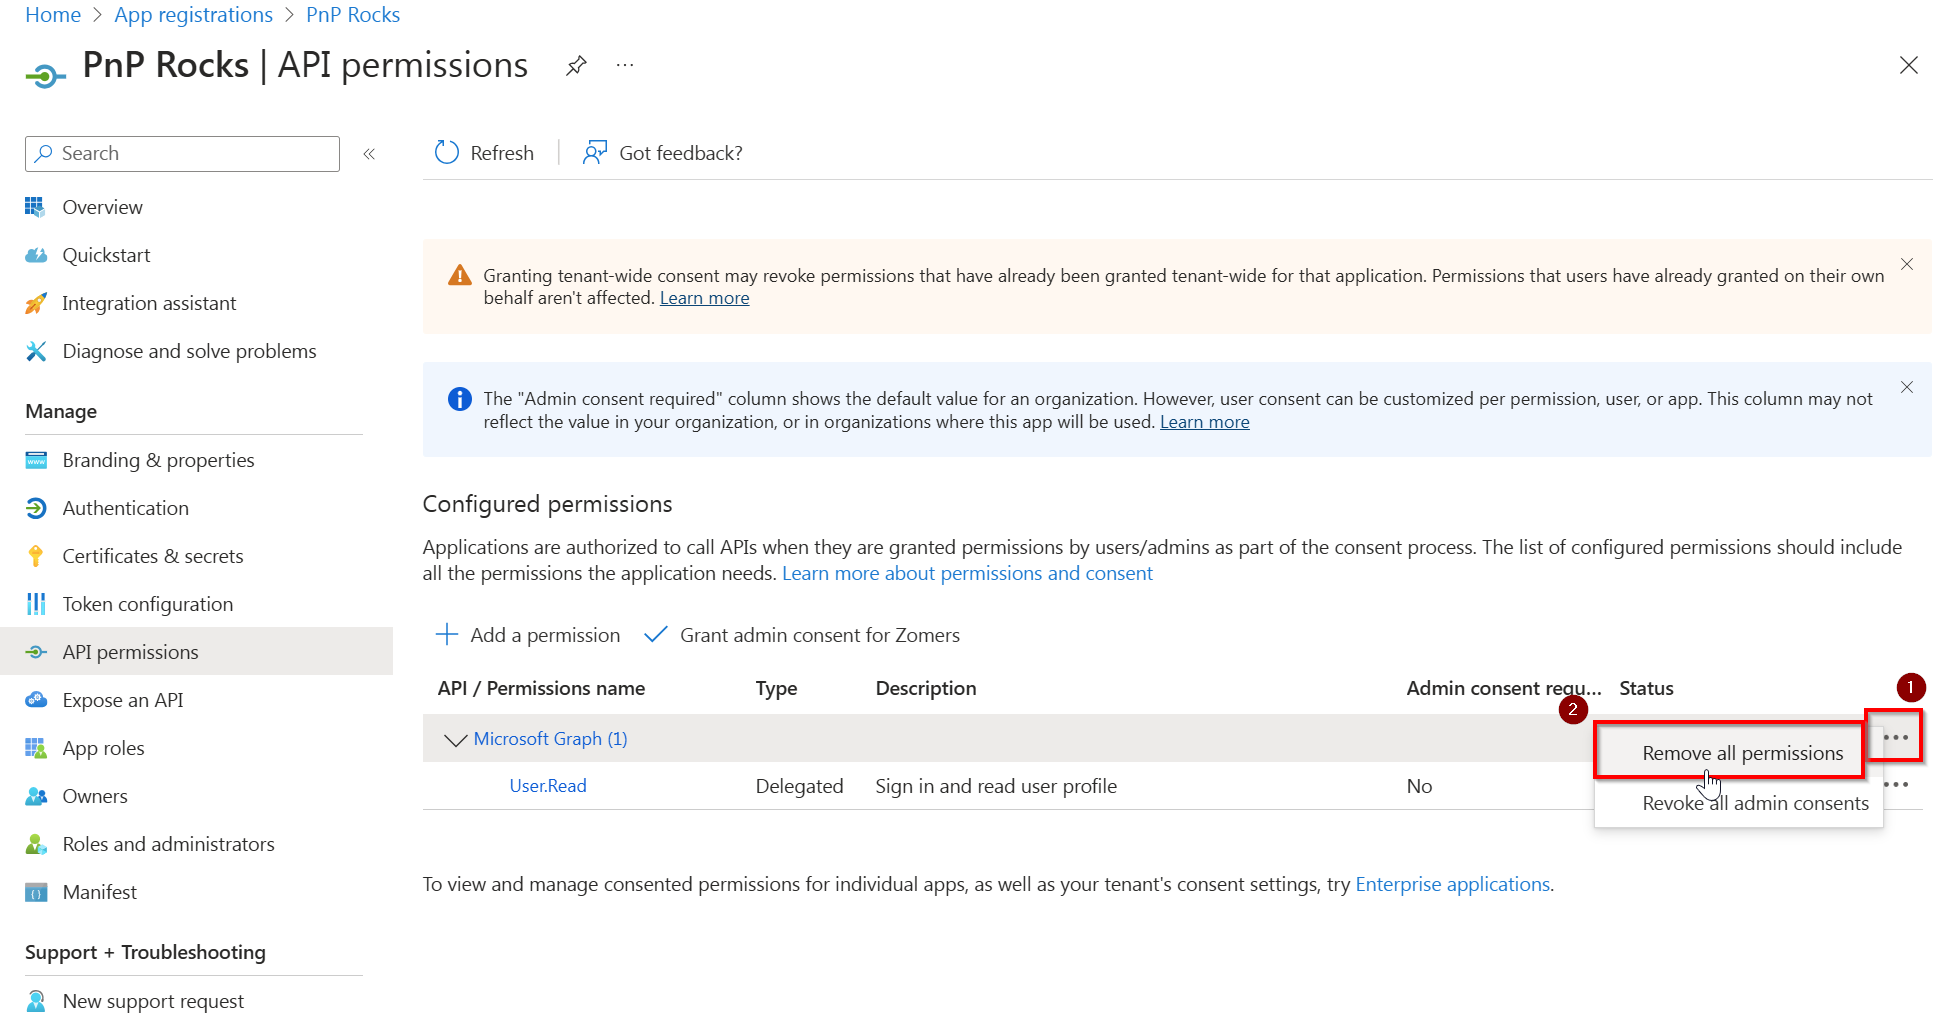 Home > App registrations > PnP Rocks
PnP Rocks | API permissions
Search
Refresh
Got feedback?
Overview
Quickstart
Integration assistant
Diagnose and solve problems
Manage
Branding & properties
Authentication
Certificates & secrets
Token configuration
API permissions
Expose an API
App roles
Owners
Roles and administrators
Manifest
Support + Troubleshooting
New support request
Granting tenant-wide consent may revoke permissions that have already been granted tenant-wide for that application. Permissions that users have already granted on their own
behalf aren't affected. Learn more
The "Admin consent required" column shows the default value for an organization. However, user consent can be customized per permission, user, or app. This column may not
reflect the value in your organization, or in organizations where this app will be used. Learn more
Configured permissions
Applications are authorized to call APIs when they are granted permissions by users/admins as part of the consent process. The list of configured permissions should include
all the permissions the application needs. Learn more about permissions and consent
Add a permission
Grant admin consent for Zomers
API / Permissions name Type Description Admin consent requ... Status
1
2
Microsoft Graph (1)
Remove all permissions
User.Read Delegated Sign in and read user profile No
Revoke all admin consents
To view and manage consented permissions for individual apps, as well as your tenant's consent settings, try Enterprise applications.